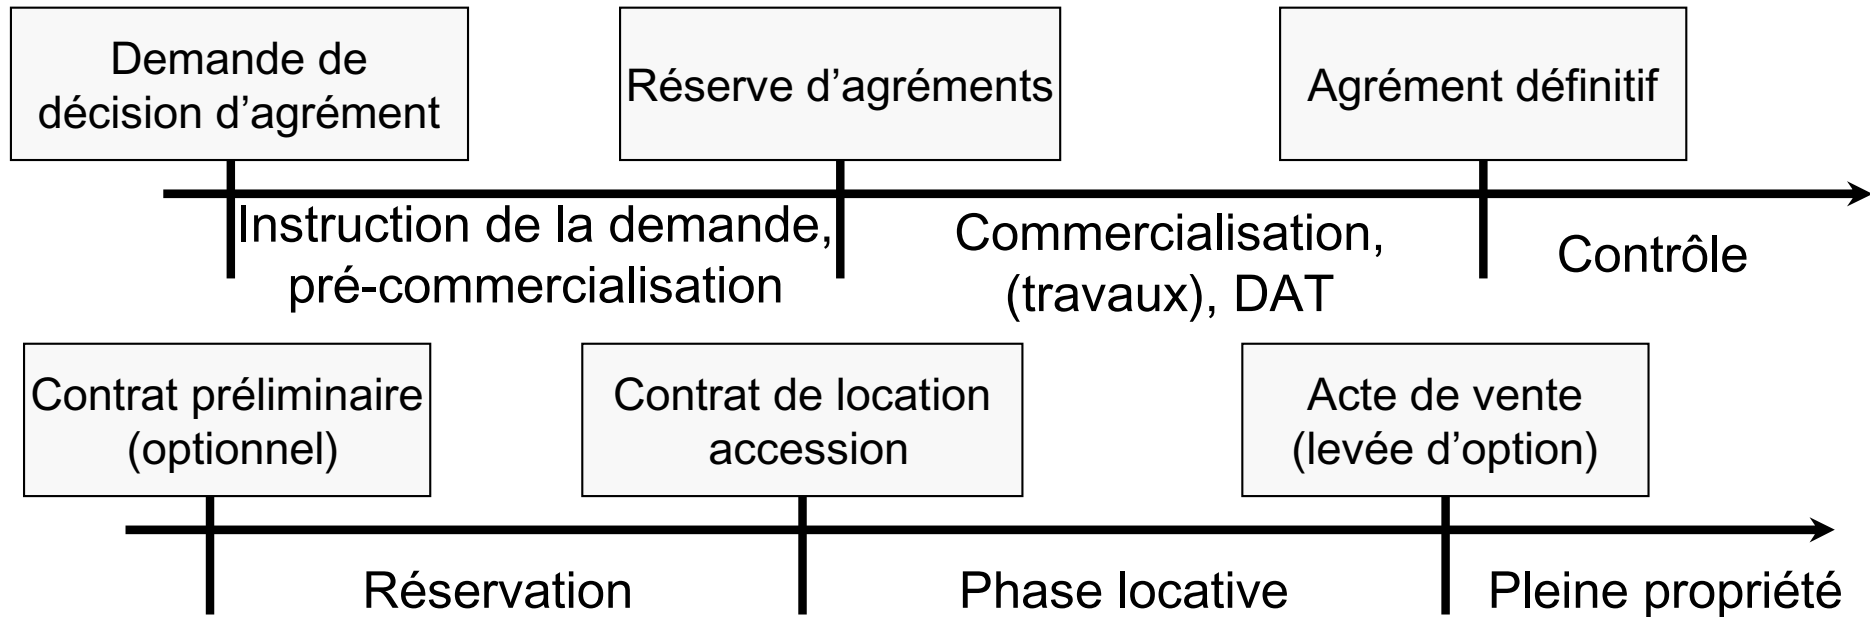 Demande de
décision d’agrément
Réserve d’agréments
Agrément définitif
Instruction de la demande,
pré-commercialisation
Commercialisation,
(travaux), DAT
Contrôle
Contrat préliminaire
(optionnel)
Contrat de location
accession
Acte de vente
(levée d’option)
Réservation
Phase locative
Pleine propriété